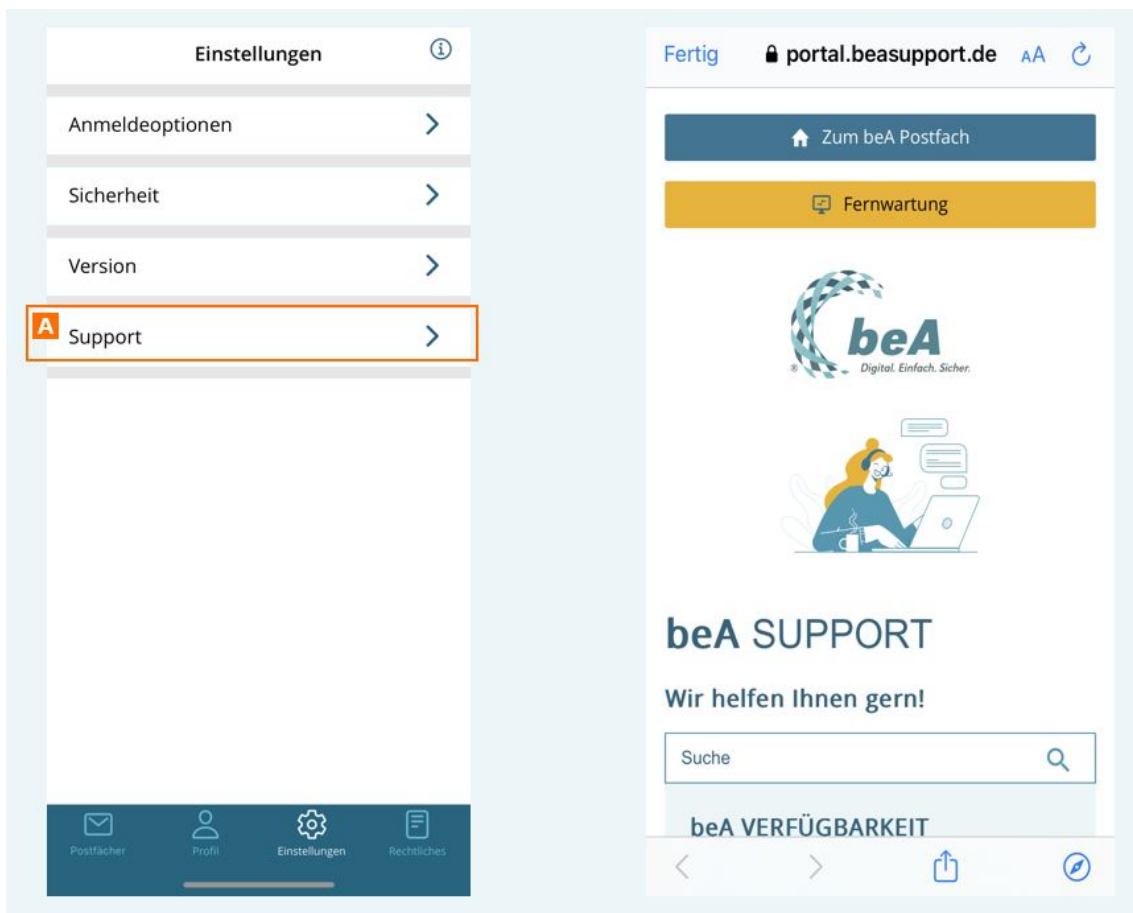 Einstellungen
Anmeldeoptionen
Sicherheit
Version
A
Support
Postfächer
Profil
Einstellungen
Rechtliches
Fertig
portal.beasupport.de
AA
Zum beA Postfach
Fernwartung
beA
Digital. Einfach. Sicher.
®
beA SUPPORT
Wir helfen Ihnen gern!
Suche
beA VERFÜGBARKEIT